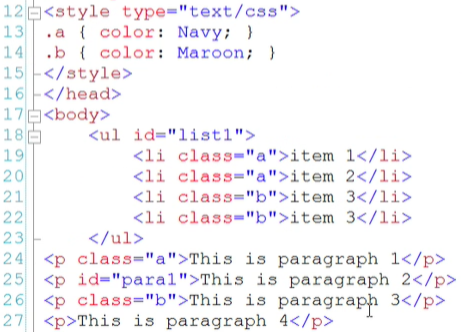 12 <style type="text/css">
13 .a { color: Navy; }
14 .b { color: Maroon; }
15 </style>
16 </head>
17 <body>
18 <ul id="list1">
19 <li class="a">item 1</li>
20 <li class="a">item 2</li>
21 <li class="b">item 3</li>
22 <li class="b">item 3</li>
23 </ul>
24 <p class="a">This is paragraph 1</p>
25 <p id="para1">This is paragraph 2</p>
26 <p class="b">This is paragraph 3</p>
27 <p>This is paragraph 4</p>